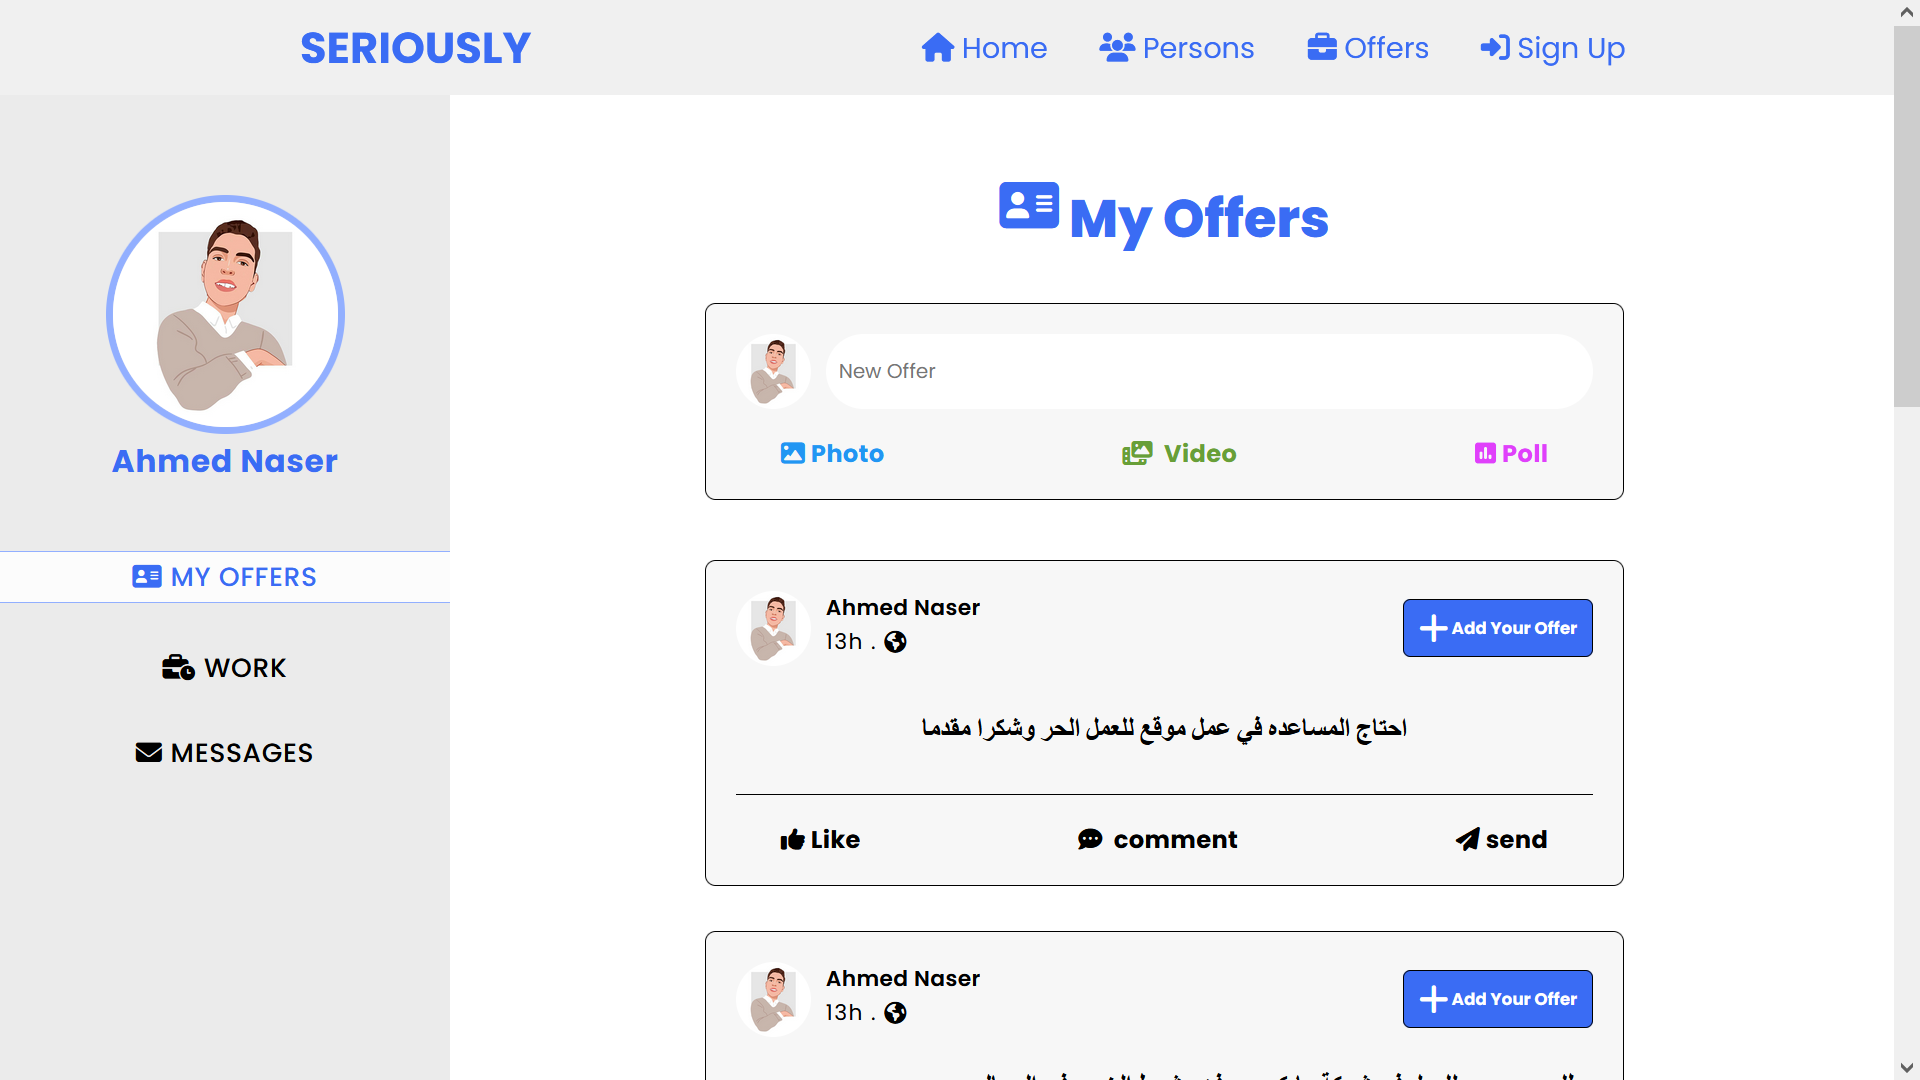 SERIOUSLY
Home
Persons
Offers
Sign Up
Ahmed Naser
MY OFFERS
WORK
MESSAGES
My Offers
New Offer
Photo
Video
Poll
Ahmed Naser
13h .
Add Your Offer
احتاج المساعده في عمل موقع للعمل الحر وشكرا مقدما
Like
comment
send
Ahmed Naser
13h .
Add Your Offer